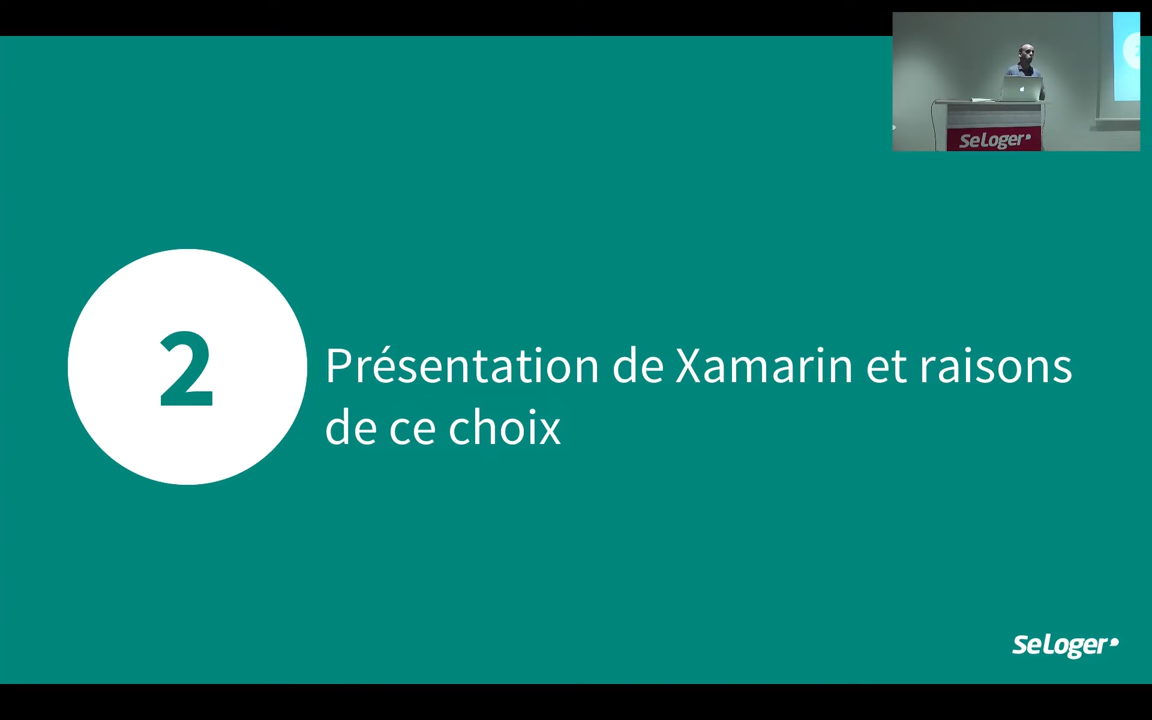 SeLoger
2
Présentation de Xamarin et raisons
de ce choix
SeLoger